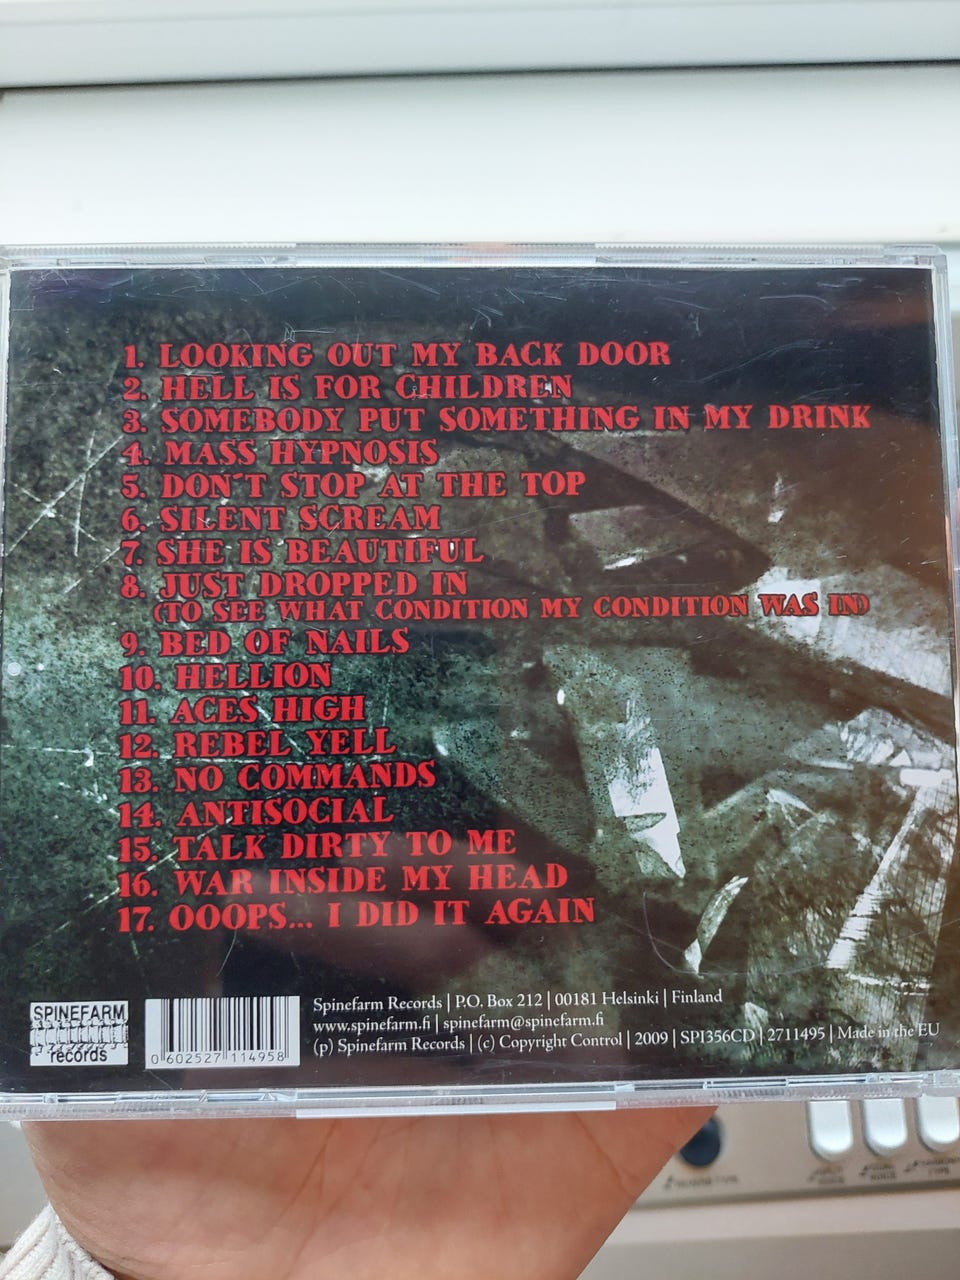 1. LOOKING OUT MY BACK DOOR
2. HELL IS FOR CHILDREN
3. SOMEBODY PUT SOMETHING IN MY DRINK
4. MASS HYPNOSIS
5. DON´T STOP AT THE TOP
6. SILENT SCREAM
7. SHE IS BEAUTIFUL
8. JUST DROPPED IN
(TO SEE WHAT CONDITION MY CONDITION WAS IN)
9. BED OF NAILS
10. HELLION
11. ACES HIGH
12. REBEL YELL
13. NO COMMANDS
14. ANTISOCIAL
15. TALK DIRTY TO ME
16. WAR INSIDE MY HEAD
17. OOOPS... I DID IT AGAIN
SPINEFARM
records
0 602527 114958
Spinefarm Records | P.O. Box 212 | 00181 Helsinki | Finland
www.spinefarm.fi | spinefarm@spinefarm.fi
(p) Spinefarm Records | (c) Copyright Control | 2009 | SPI356CD | 2711495 | Made in the EU